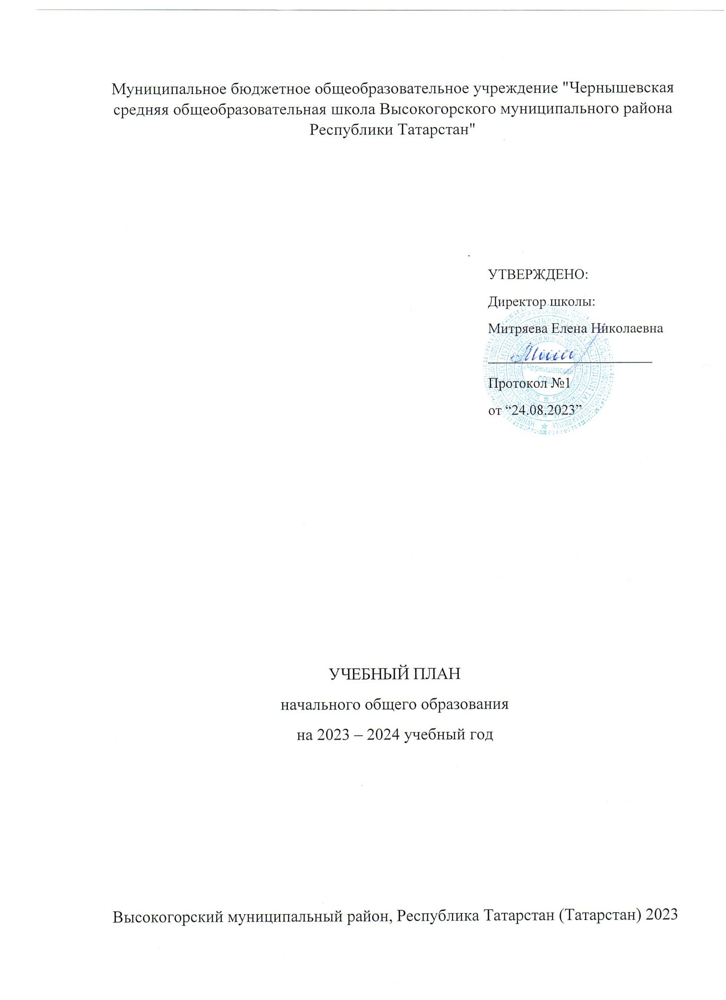 Муниципальное бюджетное общеобразовательное учреждение "Чернышевская
средняя общеобразовательная школа Высокогорского муниципального района
Республики Татарстан"
УТВЕРЖДЕНО:
Директор школы:
Митряева Елена Николаевна
«Чернышевская
СОШ
Протокол №1
от “24.08.2023”
УЧЕБНЫЙ ПЛАН
начального общего образования
на 2023 – 2024 учебный год
Высокогорский муниципальный район, Республика Татарстан (Татарстан) 2023